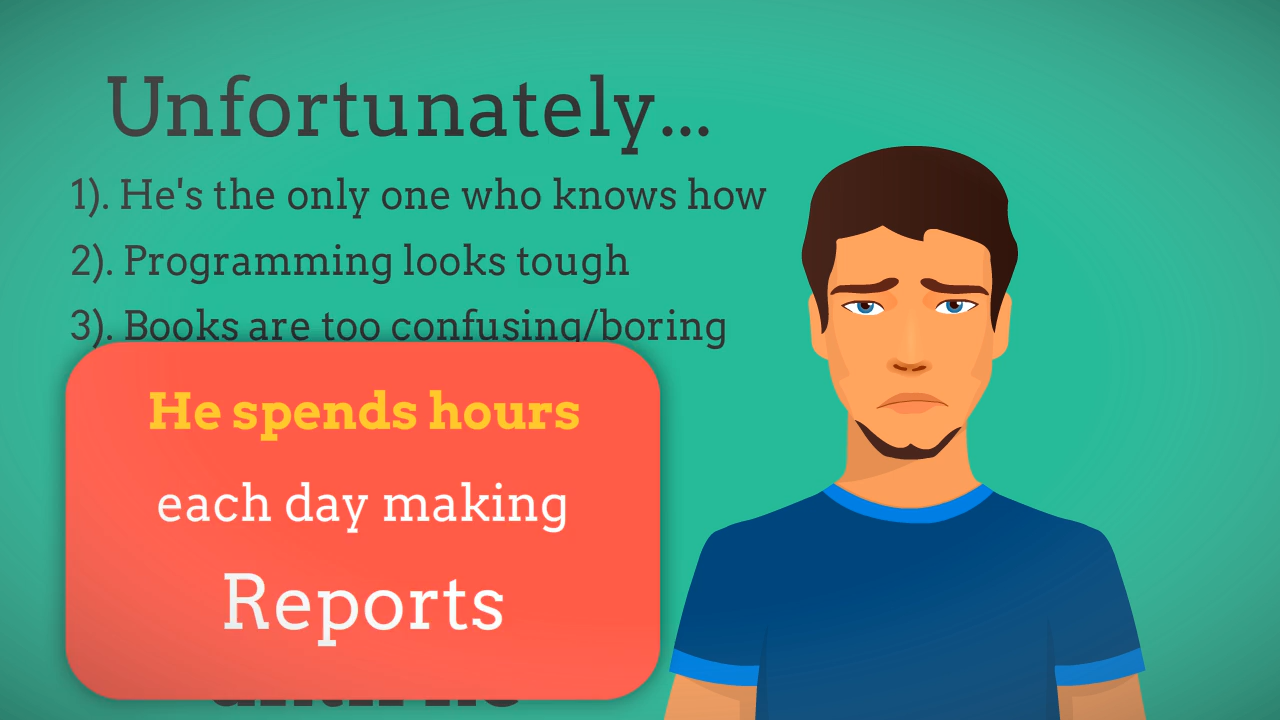 Unfortunately...
1). He's the only one who knows how
2). Programming looks tough
3). Books are too confusing/boring
He spends hours
each day making
Reports